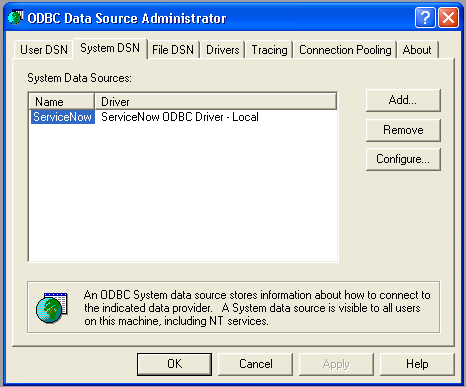 ODBC Data Source Administrator
User DSN System DSN File DSN Drivers Tracing Connection Pooling About
System Data Sources:
Name Driver
ServiceNow ServiceNow ODBC Driver - Local
Add...
Remove
Configure...
An ODBC System data source stores information about how to connect to
the indicated data provider. A System data source is visible to all users
on this machine, including NT services.
OK Cancel Apply Help